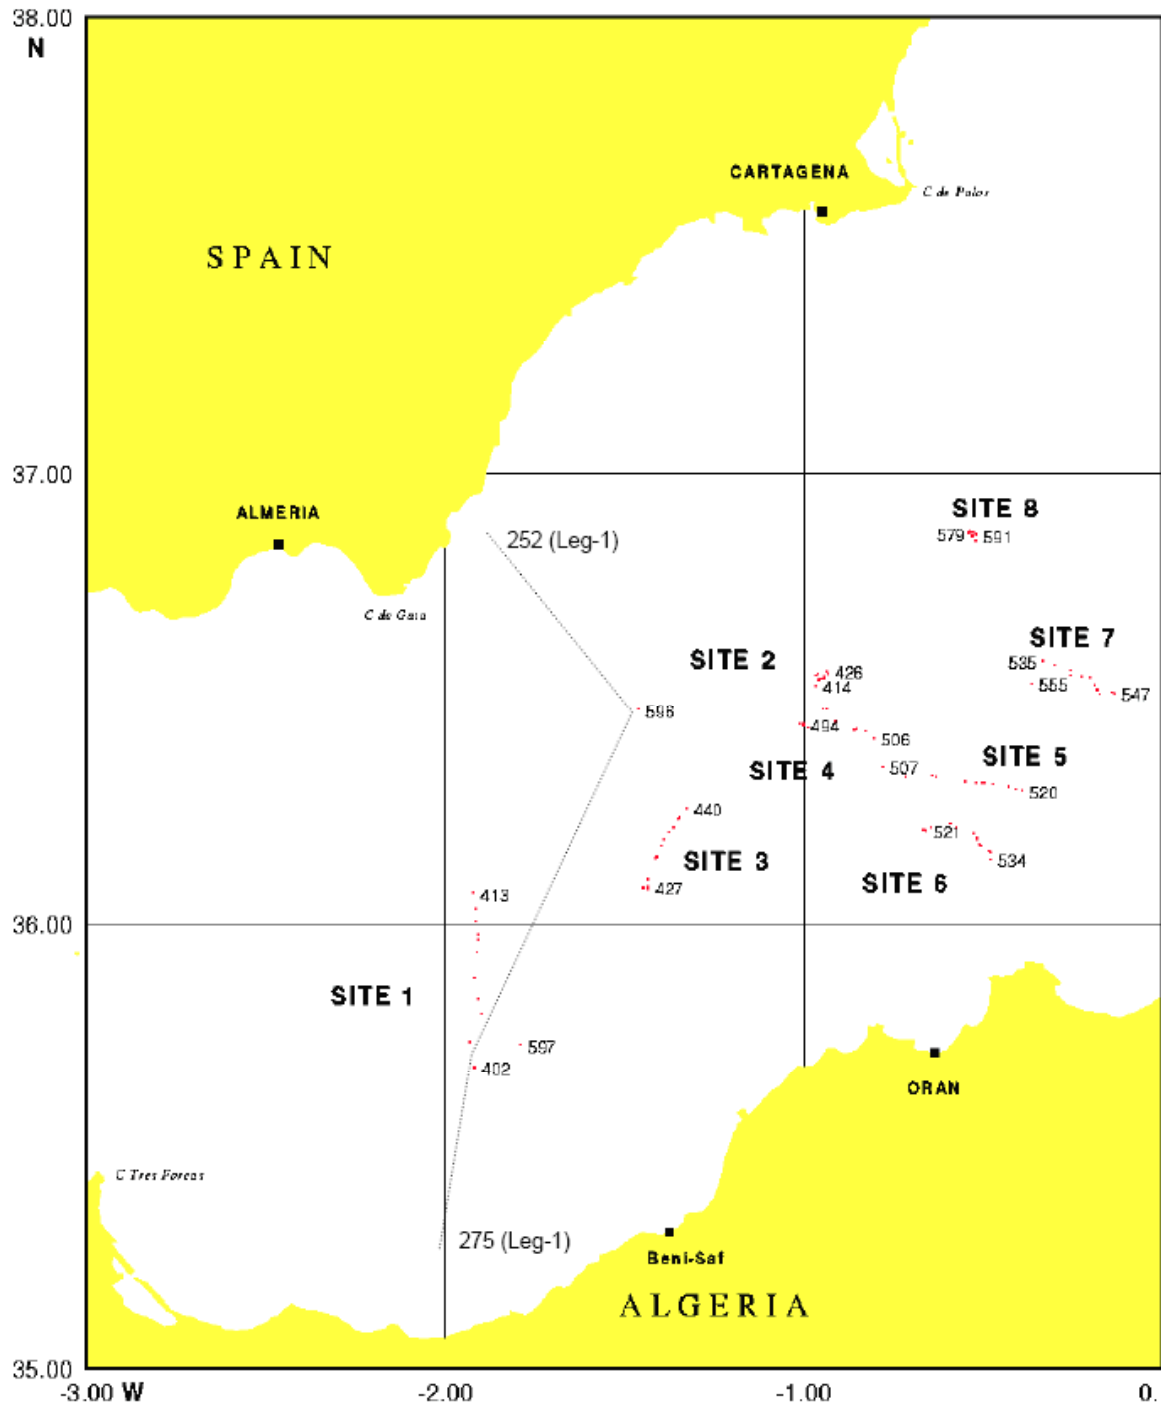 38.00
N
CARTAGENA
C de Palos
SPAIN
37.00
ALMERIA
SITE 8
252 (Leg-1)
579
591
C de Gata
SITE 7
SITE 2
535
426
555
414
547
596
494
506
SITE 5
507
SITE 4
520
440
521
SITE 3
534
SITE 6
427
413
36.00
SITE 1
597
402
ORAN
C Tres Forcas
275 (Leg-1)
Beni-Saf
ALGERIA
35.00
-3.00 W
-2.00
-1.00
0.